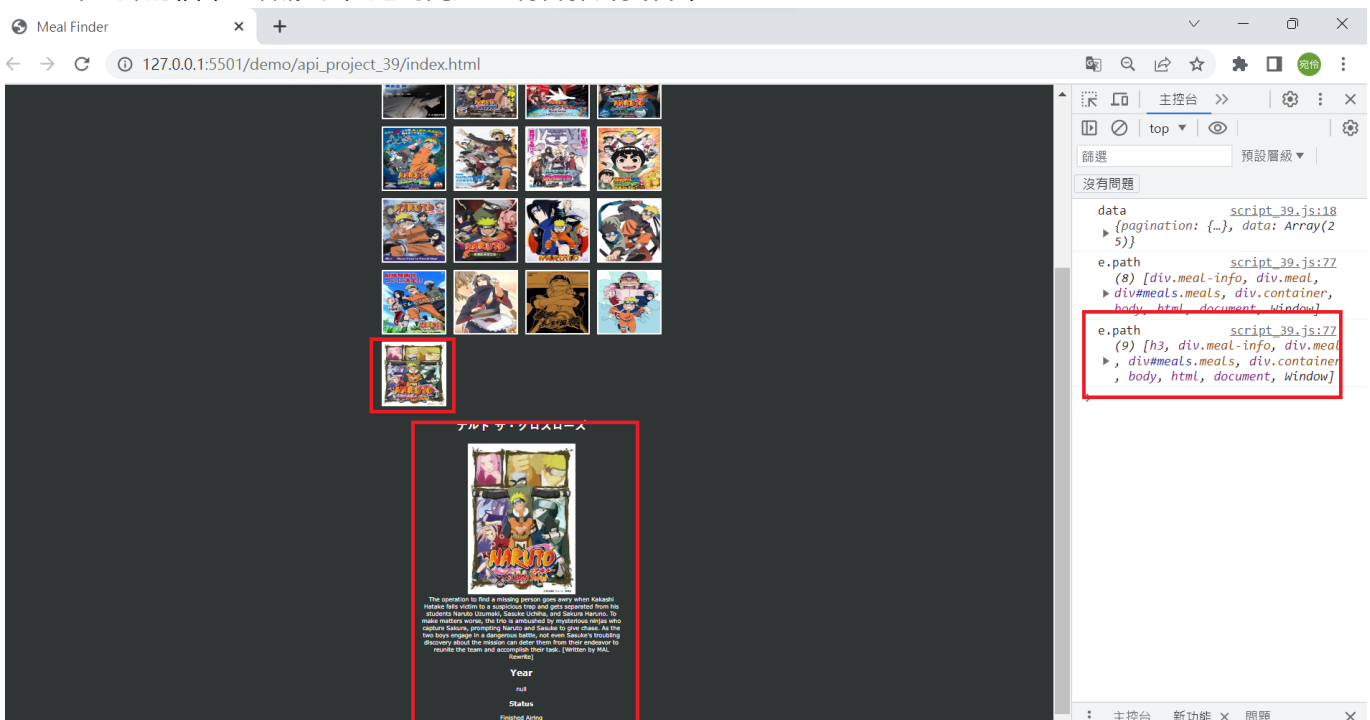 Meal Finder
127.0.0.1:5501/demo/api_project_39/index.html
宛伶
主控台
top
篩選
預設層級
沒有問題
data script_39.js:18
{pagination: {…}, data: Array(2
5)}
e.path script_39.js:77
(8) [div.meal-info, div.meal,
div#meals.meals, div.container,
body, html, document, Window]
e.path script_39.js:77
(9) [h3, div.meal-info, div.meal
, div#meals.meals, div.container
, body, html, document, Window]
NARUTO
The operation to find a missing person goes awry when Kakashi
Hatake falls victim to a suspicious trap and gets separated from his
students Naruto Uzumaki, Sasuke Uchiha, and Sakura Haruno. To
make matters worse, the trio is ambushed by mysterious ninjas who
capture Sakura, prompting Naruto and Sasuke to give chase. As the
two boys engage in a dangerous battle, not even Sasuke's troubling
discovery about the mission can deter them from their endeavor to
reunite the team and accomplish their task. [Written by MAL
Rewrite]
Year
null
Status
Finished Airing
主控台 新功能 問題